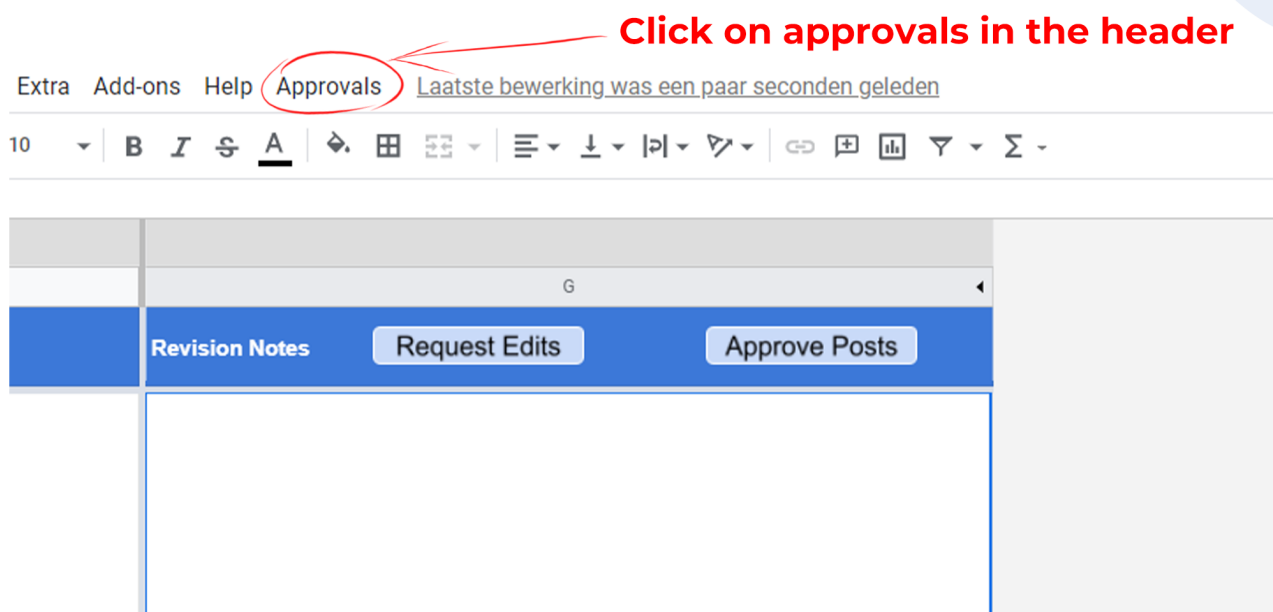 Click on approvals in the header
Extra Add-ons Help Approvals Laatste bewerking was een paar seconden geleden
10 B I S A Σ
G
Revision Notes Request Edits Approve Posts